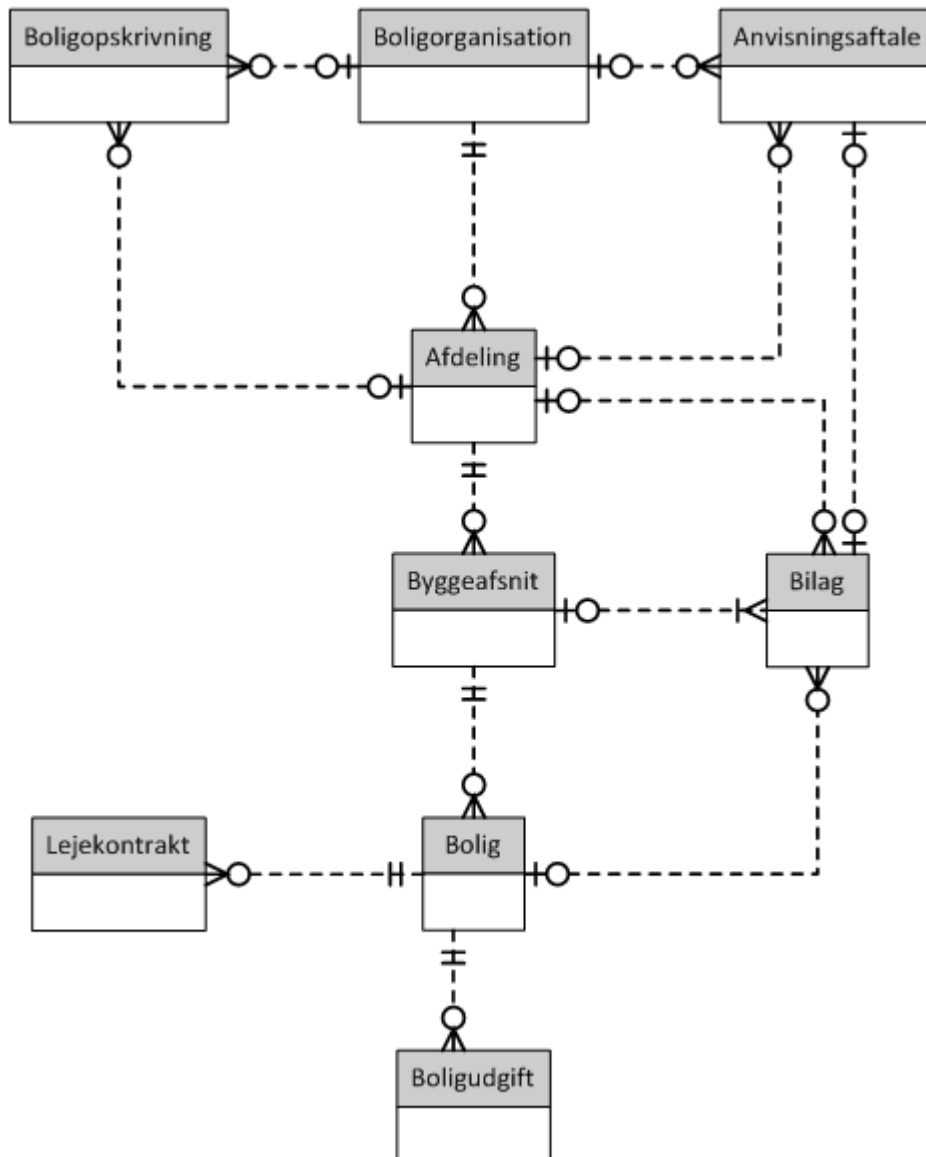 Boligopskrivning
Boligorganisation
Anvisningsaftale
Afdeling
Byggeafsnit
Bilag
Lejekontrakt
Bolig
Boligudgift